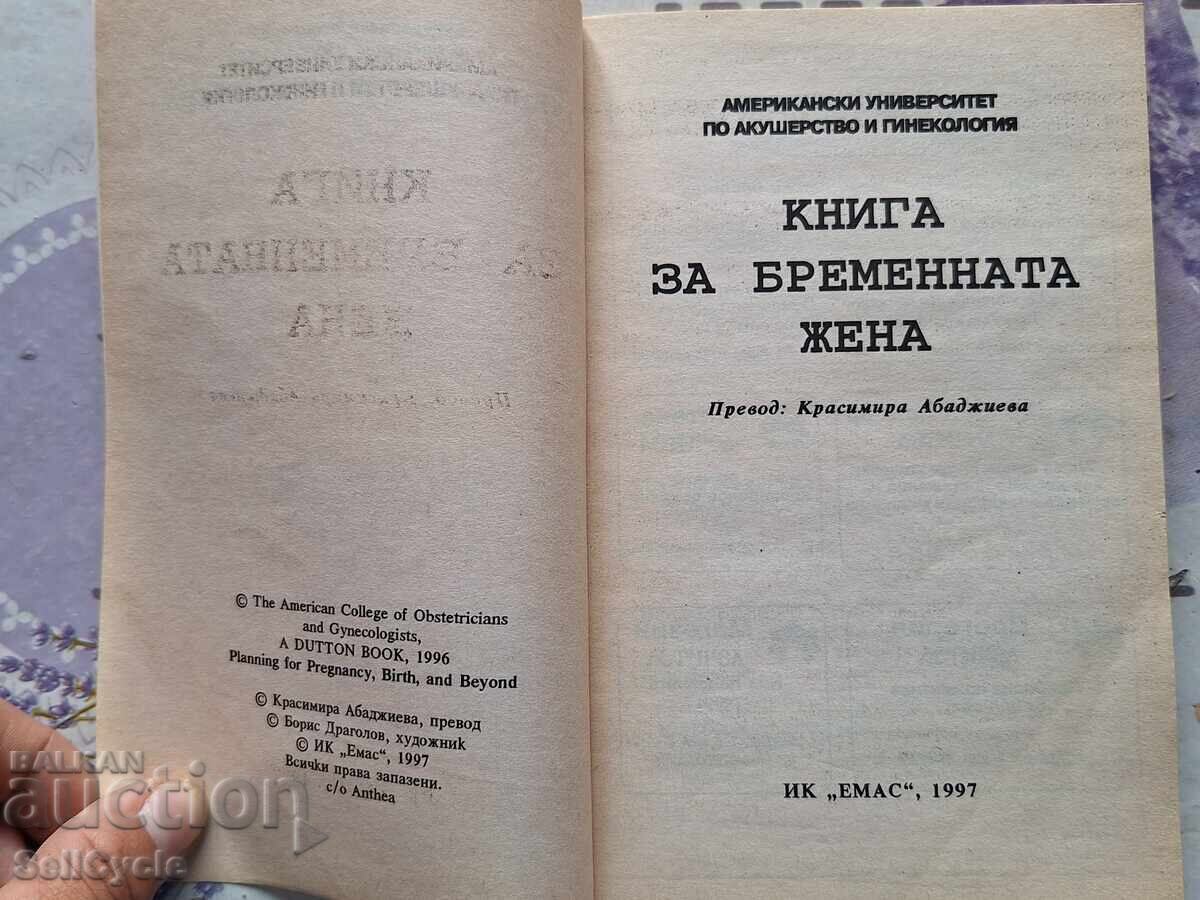 © The American College of Obstetricians
and Gynecologists,
A DUTTON BOOK, 1996
Planning for Pregnancy, Birth, and Beyond
© Красимира Абаджиева, превод
© Борис Драголов, художник
© ИК „Емас“, 1997
Всички права запазени.
c/o Anthea
АМЕРИКАНСКИ УНИВЕРСИТЕТ
ПО АКУШЕРСТВО И ГИНЕКОЛОГИЯ
КНИГА
ЗА БРЕМЕННАТА
ЖЕНА
Превод: Красимира Абаджиева
ИК „ЕМАС“, 1997
BALKAN
auction
SellCycle